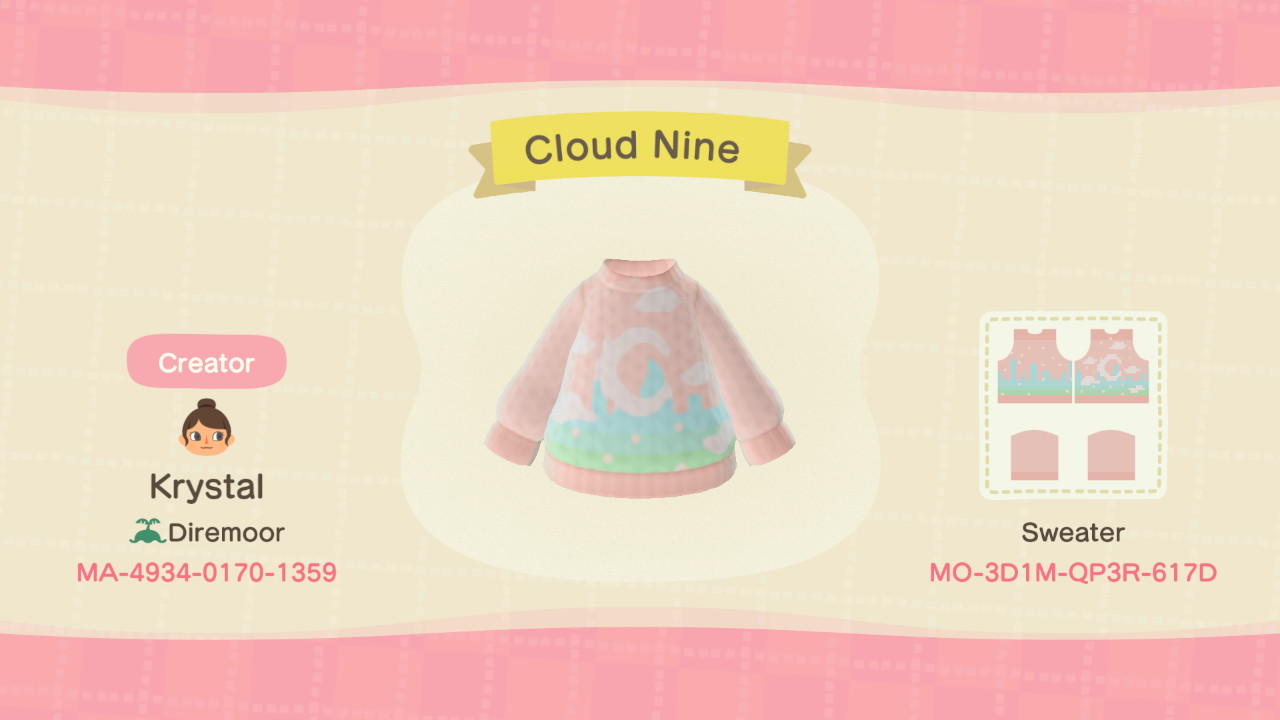 Cloud Nine
Creator
Krystal
Diremoor
MA-4934-0170-1359
Sweater
MO-3D1M-QP3R-617D